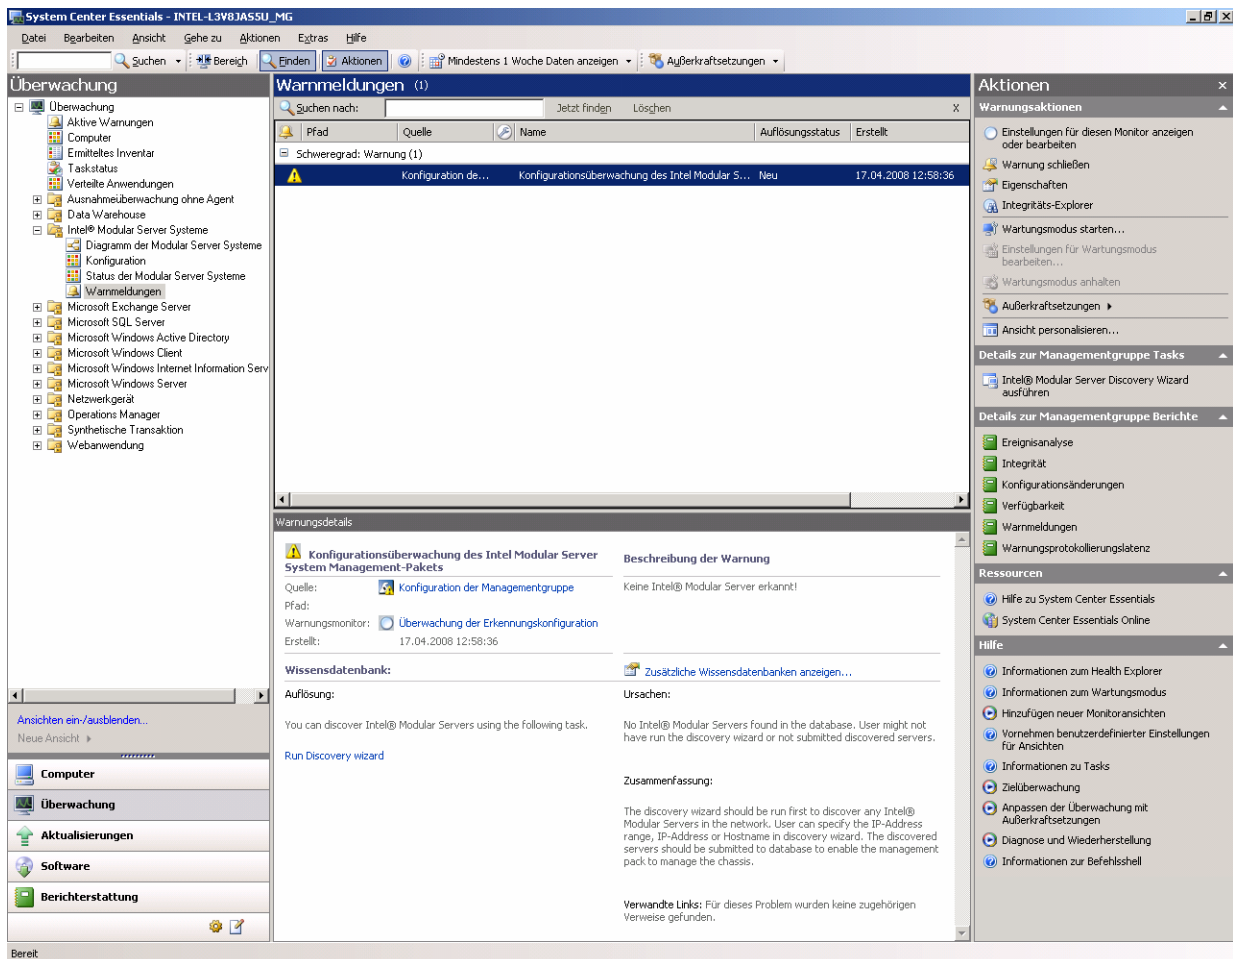 System Center Essentials - INTEL-L3V8JAS5U_MG
Datei Bearbeiten Ansicht Gehe zu Aktionen Extras Hilfe
Suchen Bereich Finden Aktionen Mindestens 1 Woche Daten anzeigen Außerkraftsetzungen
Überwachung
Überwachung
Aktive Warnungen
Computer
Ermitteltes Inventar
Taskstatus
Verteilte Anwendungen
Ausnahmeüberwachung ohne Agent
Data Warehouse
Intel® Modular Server Systeme
Diagramm der Modular Server Systeme
Konfiguration
Status der Modular Server Systeme
Warnmeldungen
Microsoft Exchange Server
Microsoft SQL Server
Microsoft Windows Active Directory
Microsoft Windows Client
Microsoft Windows Internet Information Serv
Microsoft Windows Server
Netzwerkgerät
Operations Manager
Synthetische Transaktion
Webanwendung
Ansichten ein-/ausblenden...
Neue Ansicht
Computer
Überwachung
Aktualisierungen
Software
Berichterstattung
Bereit
Warnmeldungen (1)
Suchen nach: Jetzt finden Löschen X
Pfad Quelle Name Auflösungsstatus Erstellt
Schweregrad: Warnung (1)
Konfiguration de... Konfigurationsüberwachung des Intel Modular S... Neu 17.04.2008 12:58:36
Warnungsdetails
Konfigurationsüberwachung des Intel Modular Server
System Management-Pakets
Quelle: Konfiguration der Managementgruppe
Pfad:
Warnungsmonitor: Überwachung der Erkennungskonfiguration
Erstellt: 17.04.2008 12:58:36
Beschreibung der Warnung
Keine Intel® Modular Server erkannt!
Wissensdatenbank:
Zusätzliche Wissensdatenbanken anzeigen...
Auflösung:
You can discover Intel® Modular Servers using the following task.
Run Discovery wizard
Ursachen:
No Intel® Modular Servers found in the database. User might not
have run the discovery wizard or not submitted discovered servers.
Zusammenfassung:
The discovery wizard should be run first to discover any Intel®
Modular Servers in the network. User can specify the IP-Address
range, IP-Address or Hostname in discovery wizard. The discovered
servers should be submitted to database to enable the management
pack to manage the chassis.
Verwandte Links: Für dieses Problem wurden keine zugehörigen
Verweise gefunden.
Aktionen x
Warnungsaktionen
Einstellungen für diesen Monitor anzeigen
oder bearbeiten
Warnung schließen
Eigenschaften
Integritäts-Explorer
Wartungsmodus starten...
Einstellungen für Wartungsmodus
bearbeiten...
Wartungsmodus anhalten
Außerkraftsetzungen
Ansicht personalisieren...
Details zur Managementgruppe Tasks
Intel® Modular Server Discovery Wizard
ausführen
Details zur Managementgruppe Berichte
Ereignisanalyse
Integrität
Konfigurationsänderungen
Verfügbarkeit
Warnmeldungen
Warnungsprotokollierungslatenz
Ressourcen
Hilfe zu System Center Essentials
System Center Essentials Online
Hilfe
Informationen zum Health Explorer
Informationen zum Wartungsmodus
Hinzufügen neuer Monitoransichten
Vornehmen benutzerdefinierter Einstellungen
für Ansichten
Informationen zu Tasks
Zielüberwachung
Anpassen der Überwachung mit
Außerkraftsetzungen
Diagnose und Wiederherstellung
Informationen zur Befehlsshell